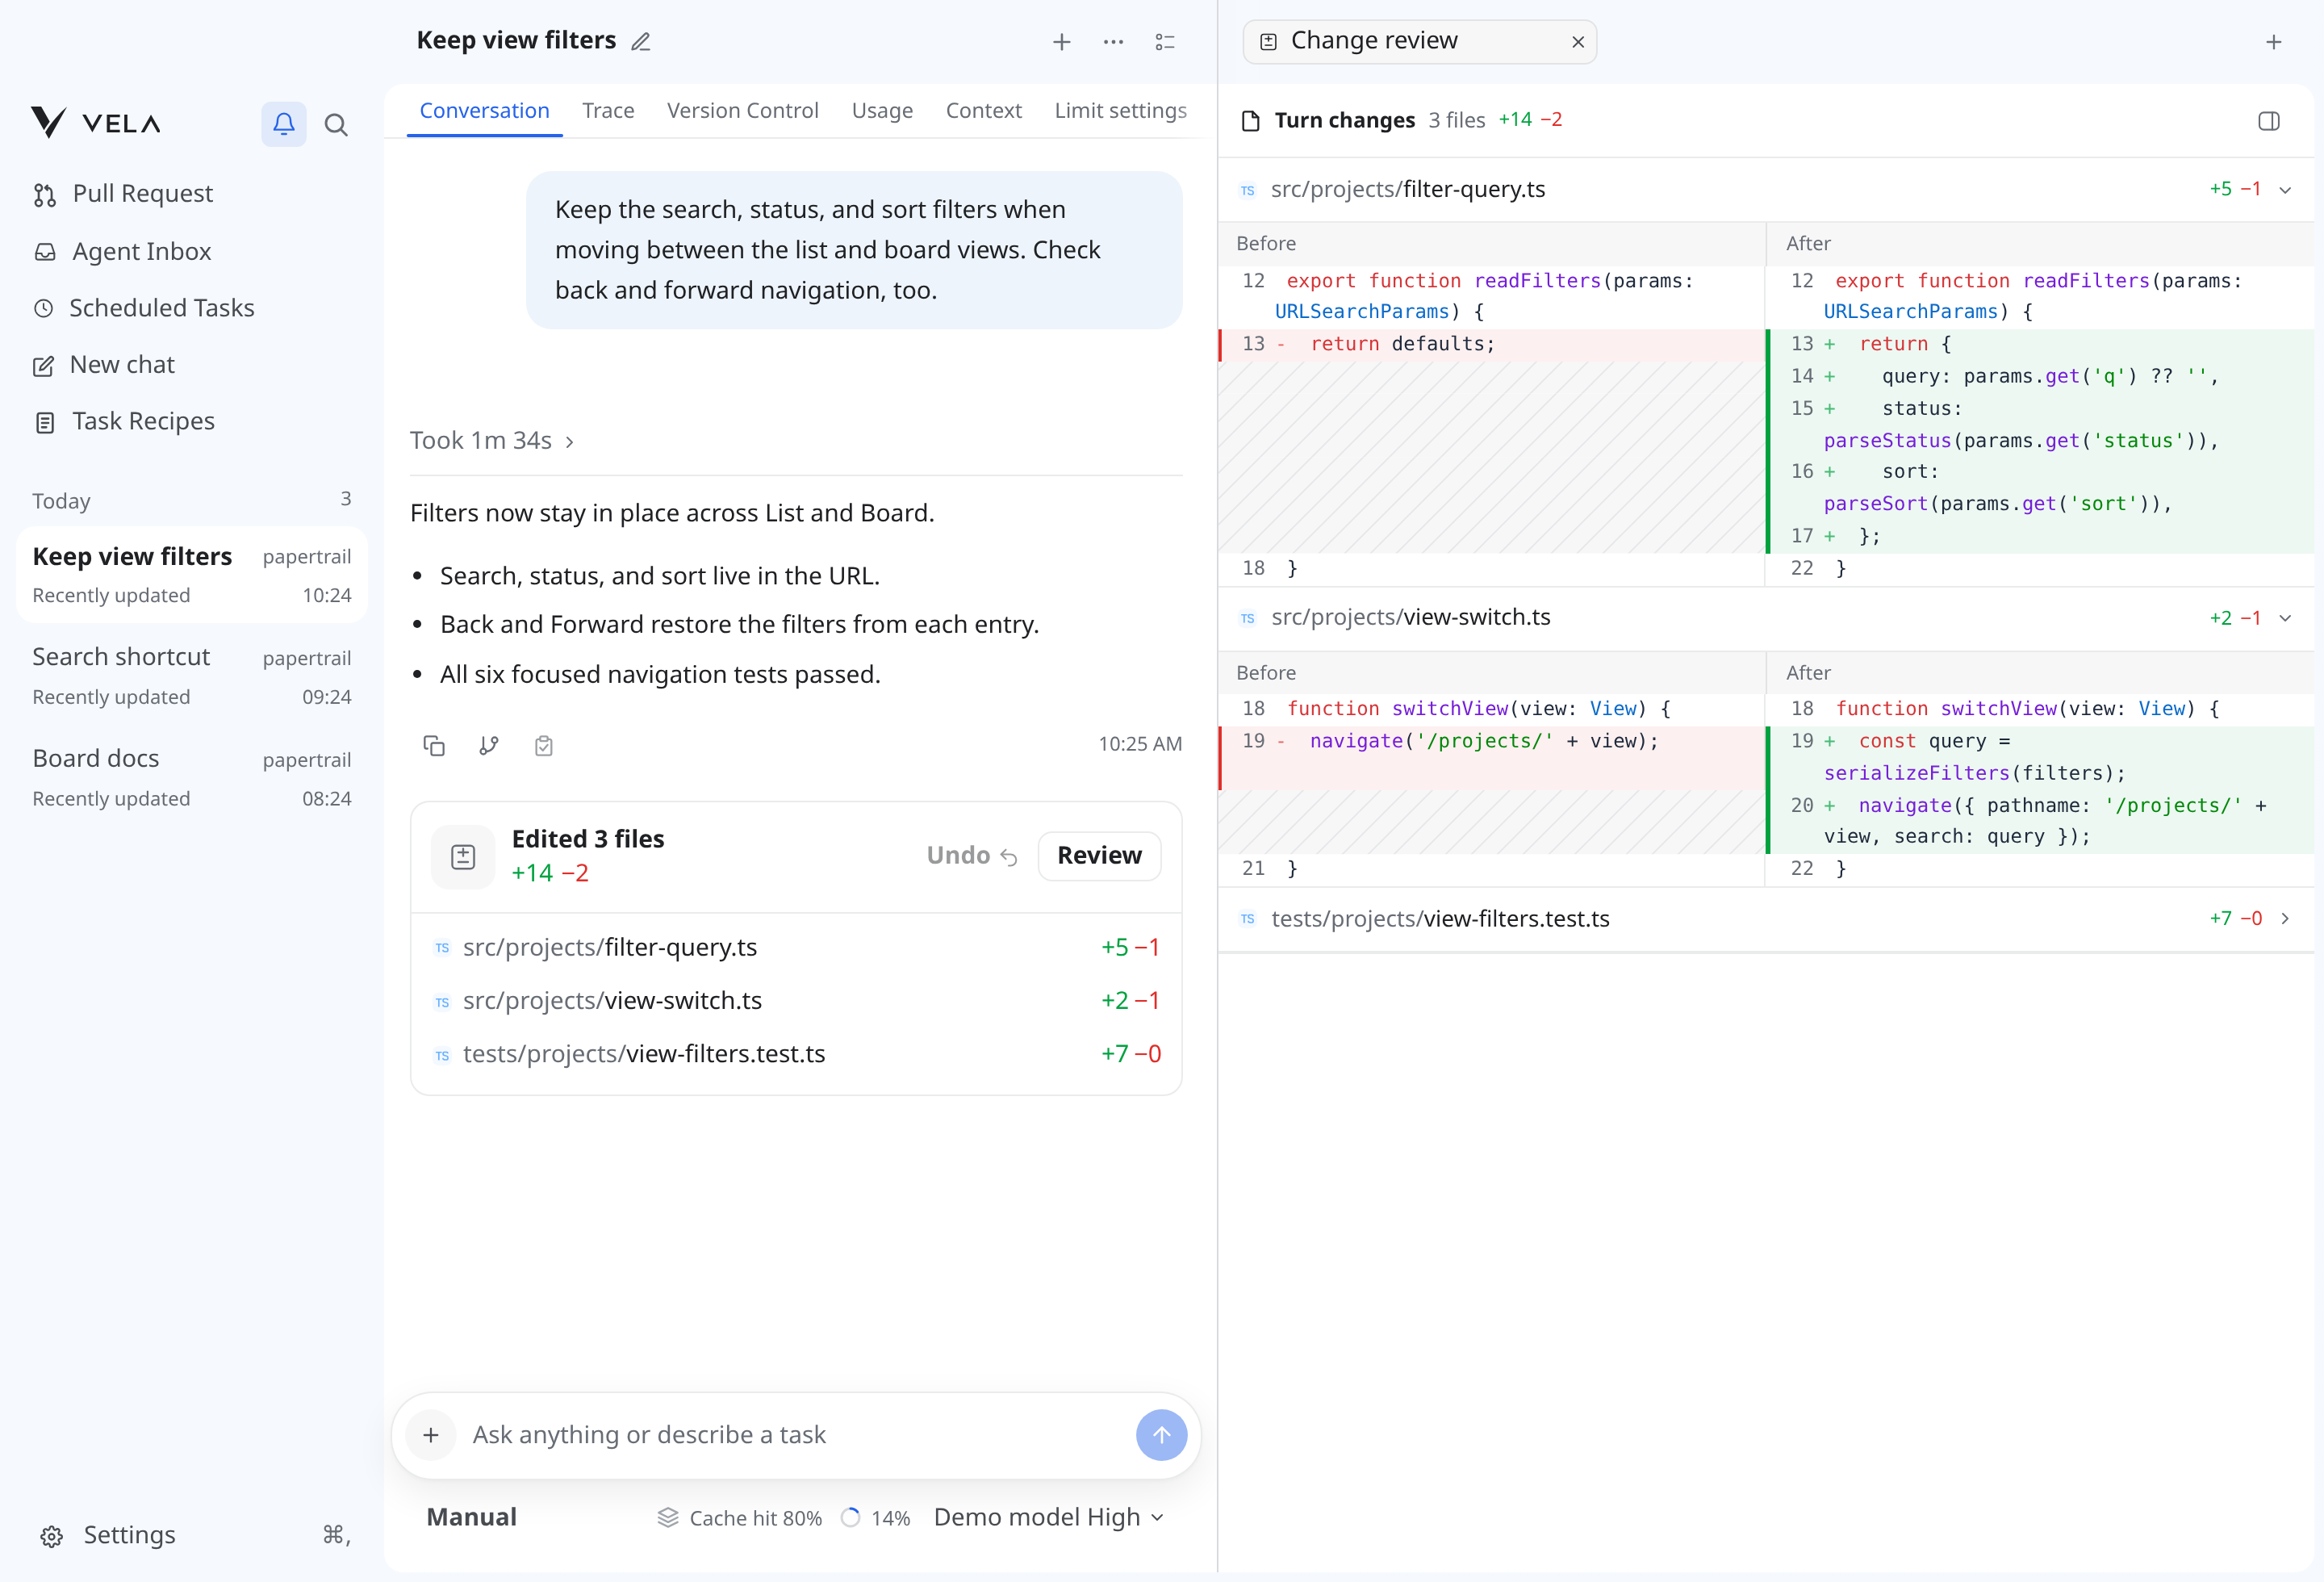 VELA
Pull Request
Agent Inbox
Scheduled Tasks
New chat
Task Recipes
Today 3
Keep view filters papertrail
Recently updated 10:24
Search shortcut papertrail
Recently updated 09:24
Board docs papertrail
Recently updated 08:24
Settings ⌘,
Keep view filters
Conversation Trace Version Control Usage Context Limit settings
Keep the search, status, and sort filters when
moving between the list and board views. Check
back and forward navigation, too.
Took 1m 34s
Filters now stay in place across List and Board.
• Search, status, and sort live in the URL.
• Back and Forward restore the filters from each entry.
• All six focused navigation tests passed.
10:25 AM
Edited 3 files
+14 −2
Undo Review
TS src/projects/filter-query.ts +5 −1
TS src/projects/view-switch.ts +2 −1
TS tests/projects/view-filters.test.ts +7 −0
Ask anything or describe a task
Manual Cache hit 80% 14% Demo model High
Change review
Turn changes 3 files +14 −2
TS src/projects/filter-query.ts +5 −1
Before
12 export function readFilters(params:
URLSearchParams) {
13 - return defaults;
18 }
After
12 export function readFilters(params:
URLSearchParams) {
13 + return {
14 + query: params.get('q') ?? '',
15 + status:
parseStatus(params.get('status')),
16 + sort:
parseSort(params.get('sort')),
17 + };
22 }
TS src/projects/view-switch.ts +2 −1
Before
18 function switchView(view: View) {
19 - navigate('/projects/' + view);
21 }
After
18 function switchView(view: View) {
19 + const query =
serializeFilters(filters);
20 + navigate({ pathname: '/projects/' +
view, search: query });
22 }
TS tests/projects/view-filters.test.ts +7 −0